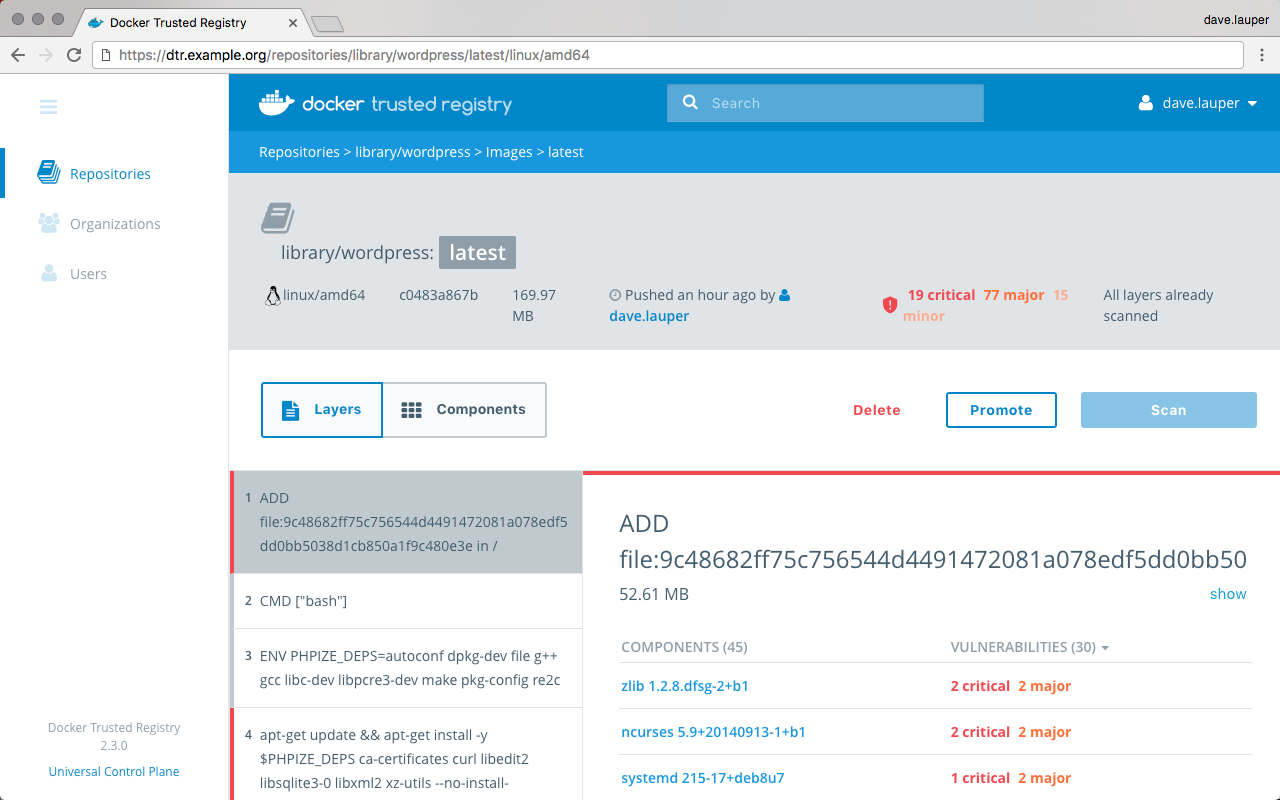 Docker Trusted Registry
dave.lauper
https://dtr.example.org/repositories/library/wordpress/latest/linux/amd64
docker trusted registry
Search
dave.lauper
Repositories > library/wordpress > Images > latest
Repositories
Organizations
Users
Docker Trusted Registry
2.3.0
Universal Control Plane
library/wordpress: latest
linux/amd64
c0483a867b
169.97
MB
Pushed an hour ago by
dave.lauper
19 critical 77 major 15
minor
All layers already
scanned
Layers
Components
Delete
Promote
Scan
1 ADD
file:9c48682ff75c756544d4491472081a078edf5
dd0bb5038d1cb850a1f9c480e3e in /
2 CMD ["bash"]
3 ENV PHPIZE_DEPS=autoconf dpkg-dev file g++
gcc libc-dev libpcre3-dev make pkg-config re2c
4 apt-get update && apt-get install -y
$PHPIZE_DEPS ca-certificates curl libedit2
libsqlite3-0 libxml2 xz-utils --no-install-
ADD
file:9c48682ff75c756544d4491472081a078edf5dd0bb50
52.61 MB
show
COMPONENTS (45)
VULNERABILITIES (30)
zlib 1.2.8.dfsg-2+b1
2 critical 2 major
ncurses 5.9+20140913-1+b1
2 critical 2 major
systemd 215-17+deb8u7
1 critical 2 major